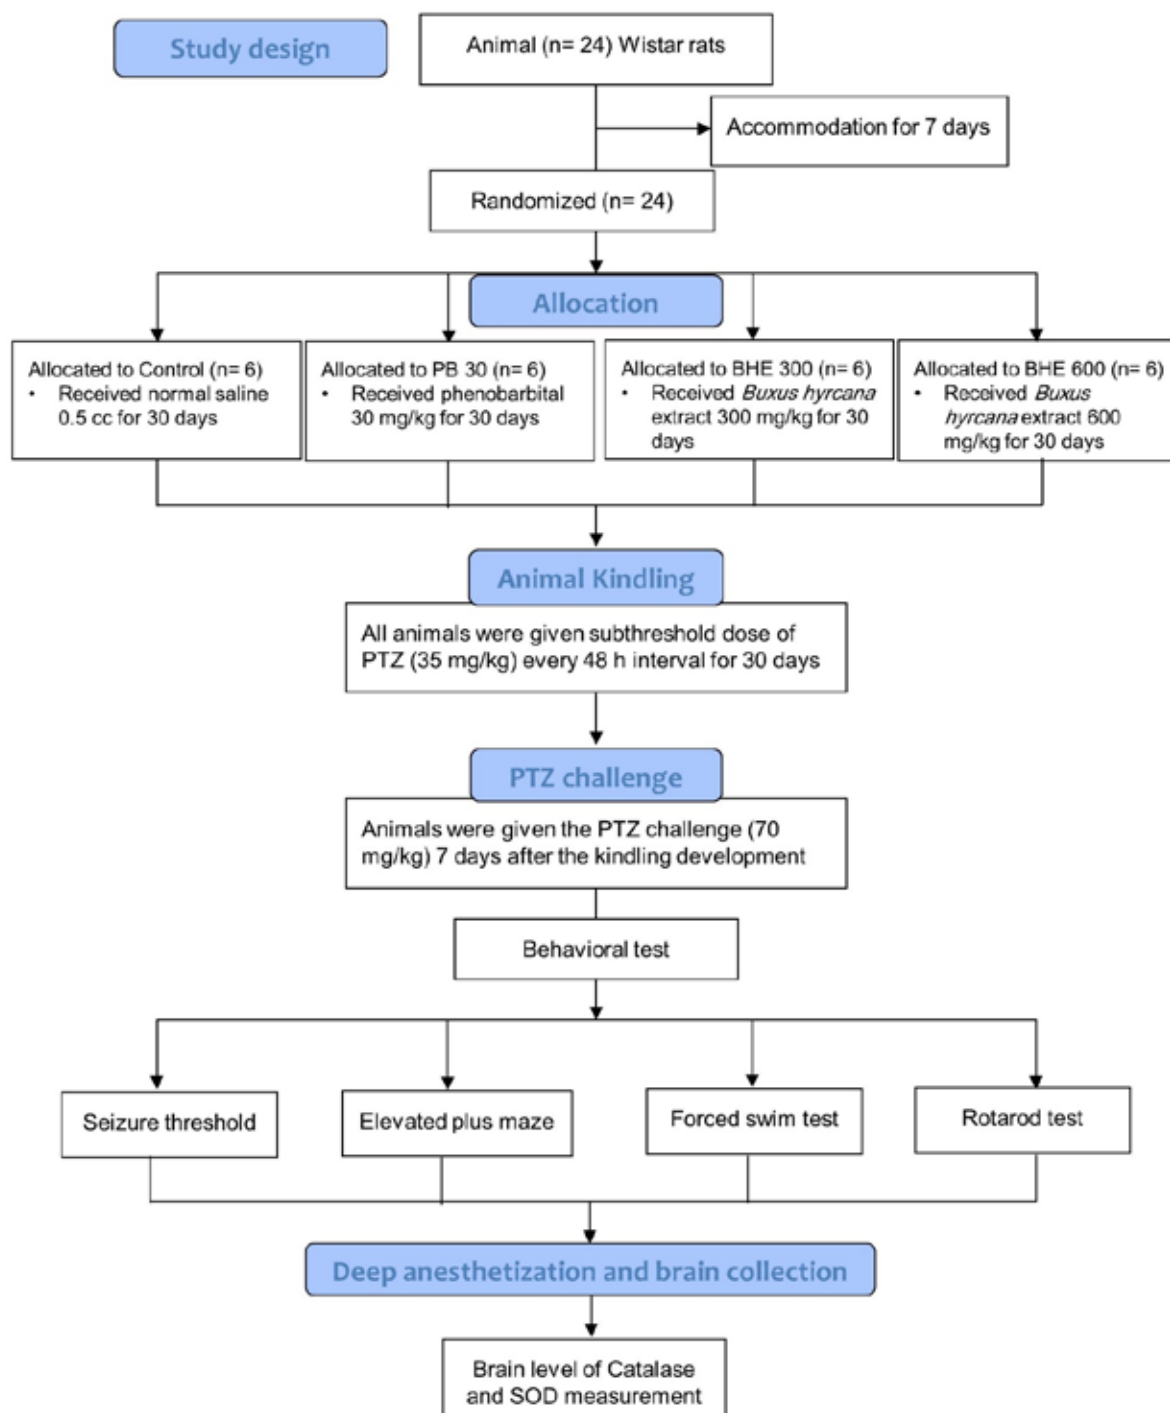 Study design
Animal (n= 24) Wistar rats
Accommodation for 7 days
Randomized (n= 24)
Allocation
Allocated to Control (n= 6)
• Received normal saline
0.5 cc for 30 days
Allocated to PB 30 (n= 6)
• Received phenobarbital
30 mg/kg for 30 days
Allocated to BHE 300 (n= 6)
• Received Buxus hyrcana
extract 300 mg/kg for 30
days
Allocated to BHE 600 (n= 6)
• Received Buxus
hyrcana extract 600
mg/kg for 30 days
Animal Kindling
All animals were given subthreshold dose of
PTZ (35 mg/kg) every 48 h interval for 30 days
PTZ challenge
Animals were given the PTZ challenge (70
mg/kg) 7 days after the kindling development
Behavioral test
Seizure threshold
Elevated plus maze
Forced swim test
Rotarod test
Deep anesthetization and brain collection
Brain level of Catalase
and SOD measurement